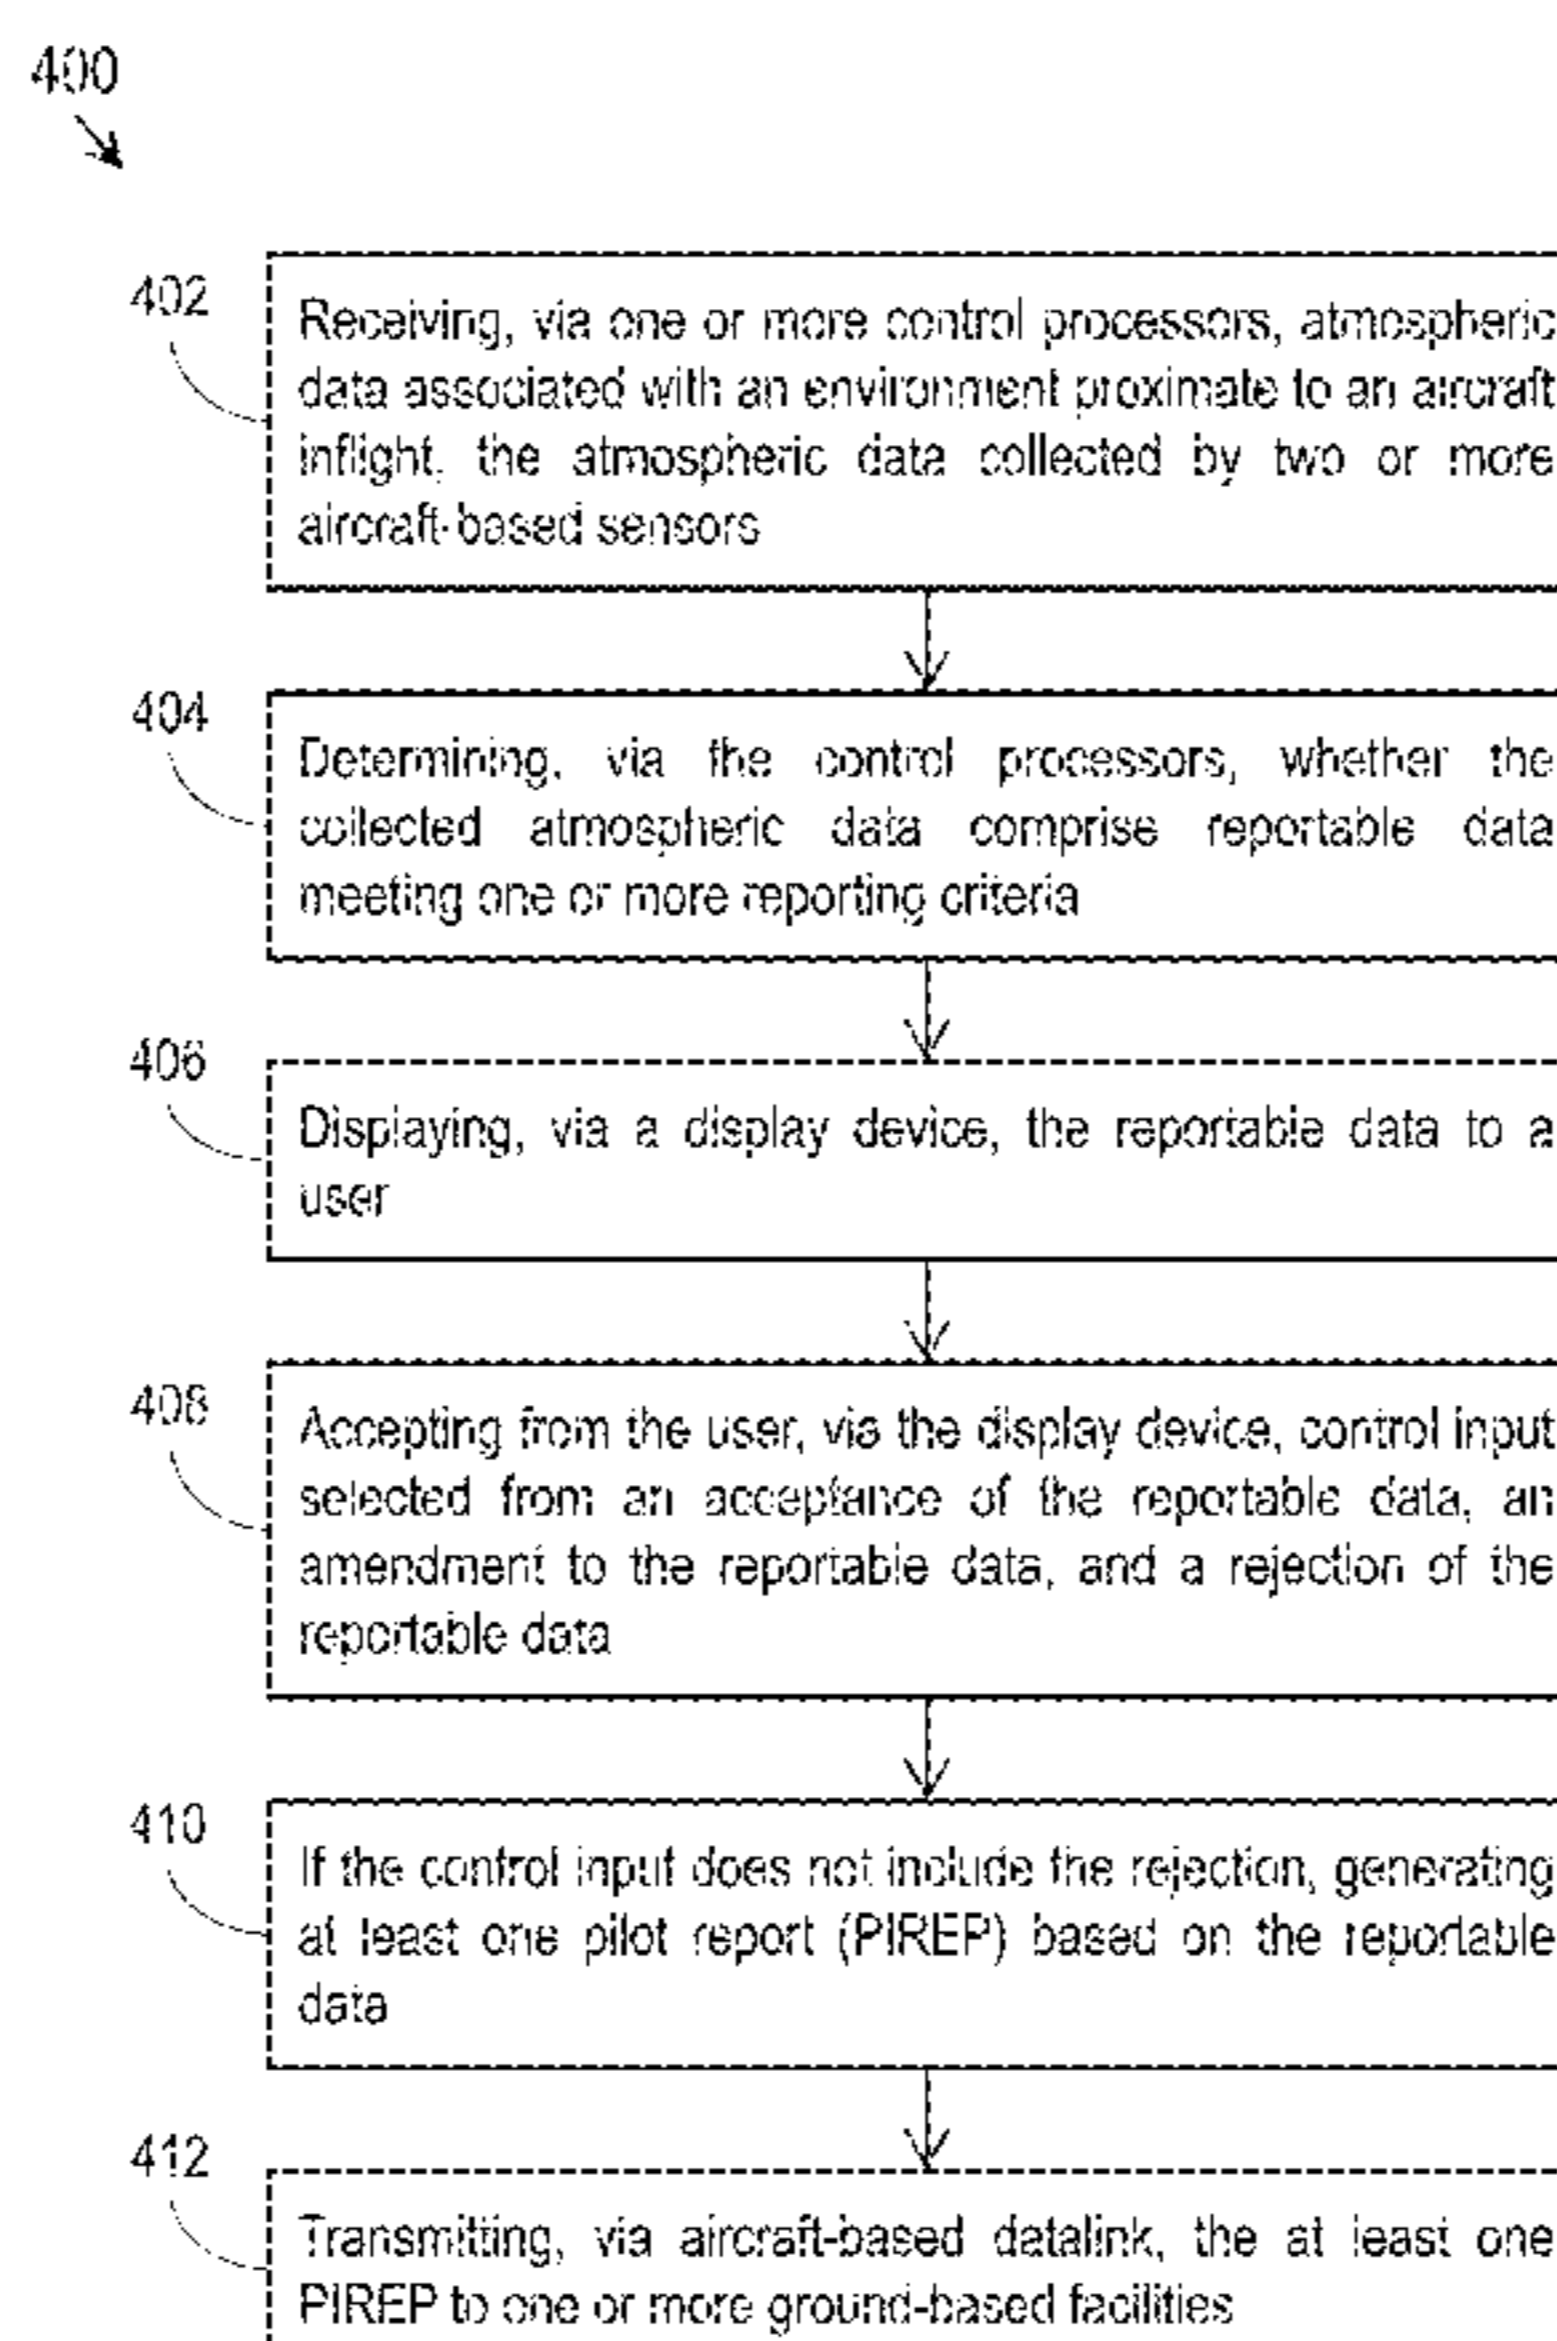 400
402
Receiving, via one or more control processors, atmospheric
data associated with an environment proximate to an aircraft
inflight, the atmospheric data collected by two or more
aircraft-based sensors
404
Determining, via the control processors, whether the
collected atmospheric data comprise reportable data
meeting one or more reporting criteria
406
Displaying, via a display device, the reportable data to a
user
408
Accepting from the user, via the display device, control input
selected from an acceptance of the reportable data, an
amendment to the reportable data, and a rejection of the
reportable data
410
If the control input does not include the rejection, generating
at least one pilot report (PIREP) based on the reportable
data
412
Transmitting, via aircraft-based datalink, the at least one
PIREP to one or more ground-based facilities